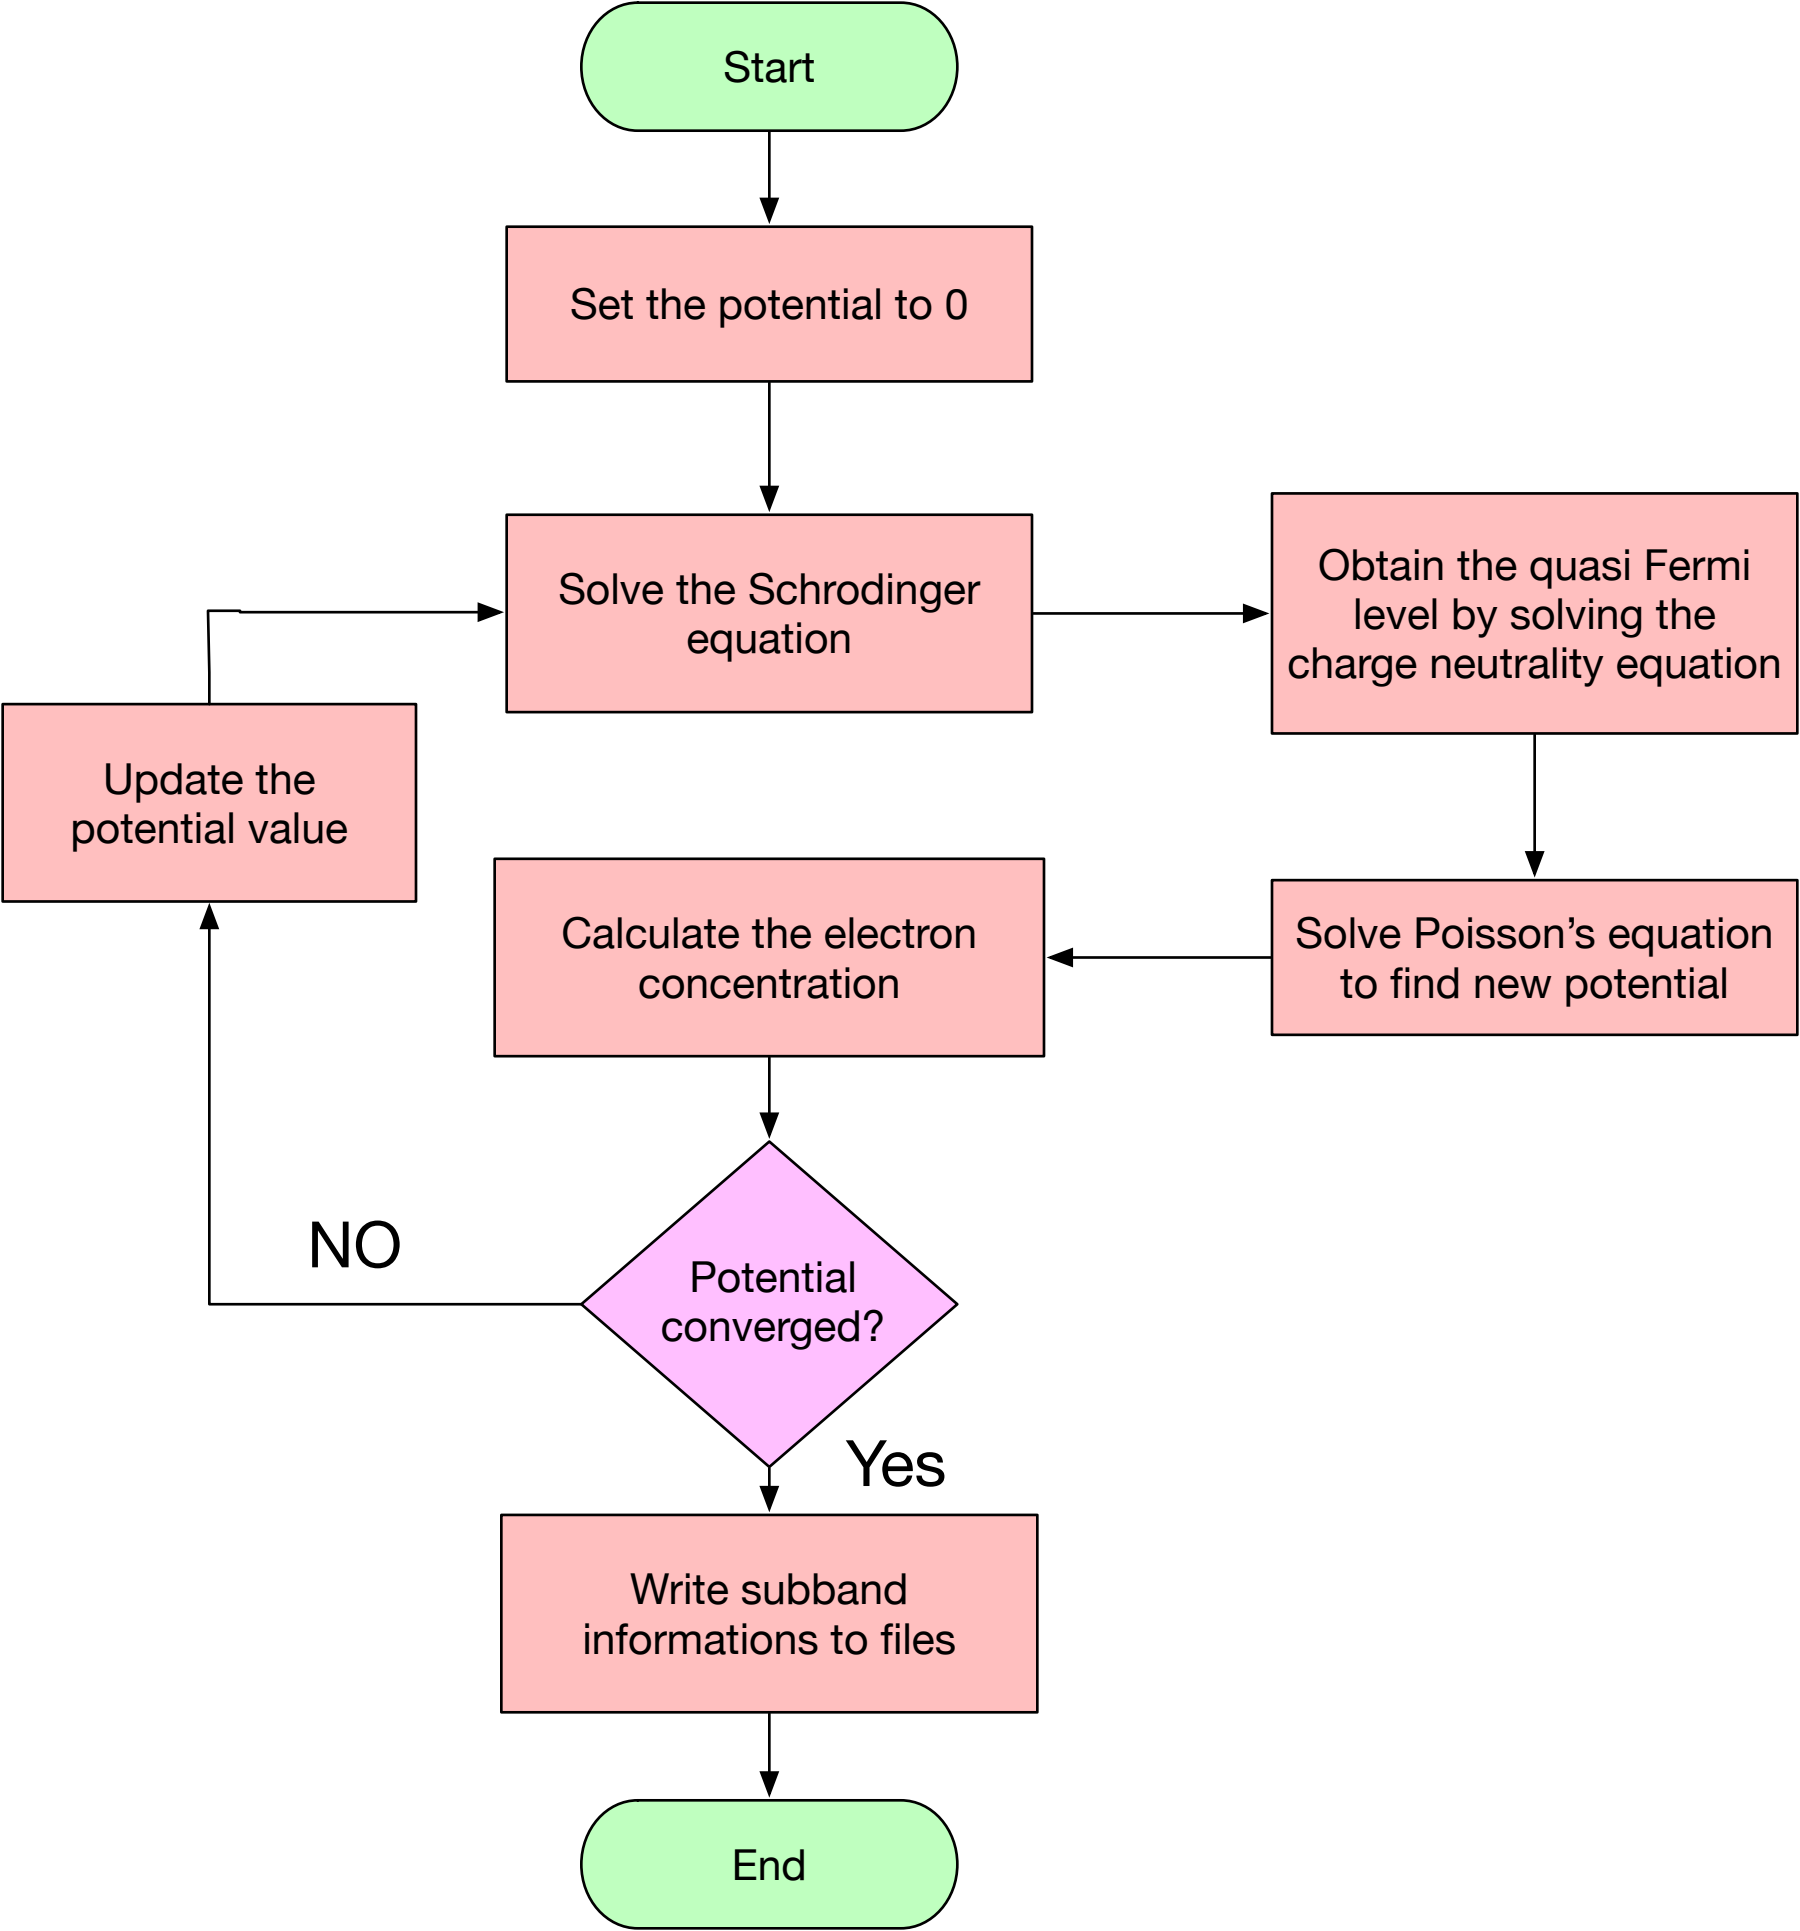 Start
Set the potential to 0
Solve the Schrodinger
equation
Obtain the quasi Fermi
level by solving the
charge neutrality equation
Update the
potential value
Calculate the electron
concentration
Solve Poisson’s equation
to find new potential
NO
Potential
converged?
Yes
Write subband
informations to files
End